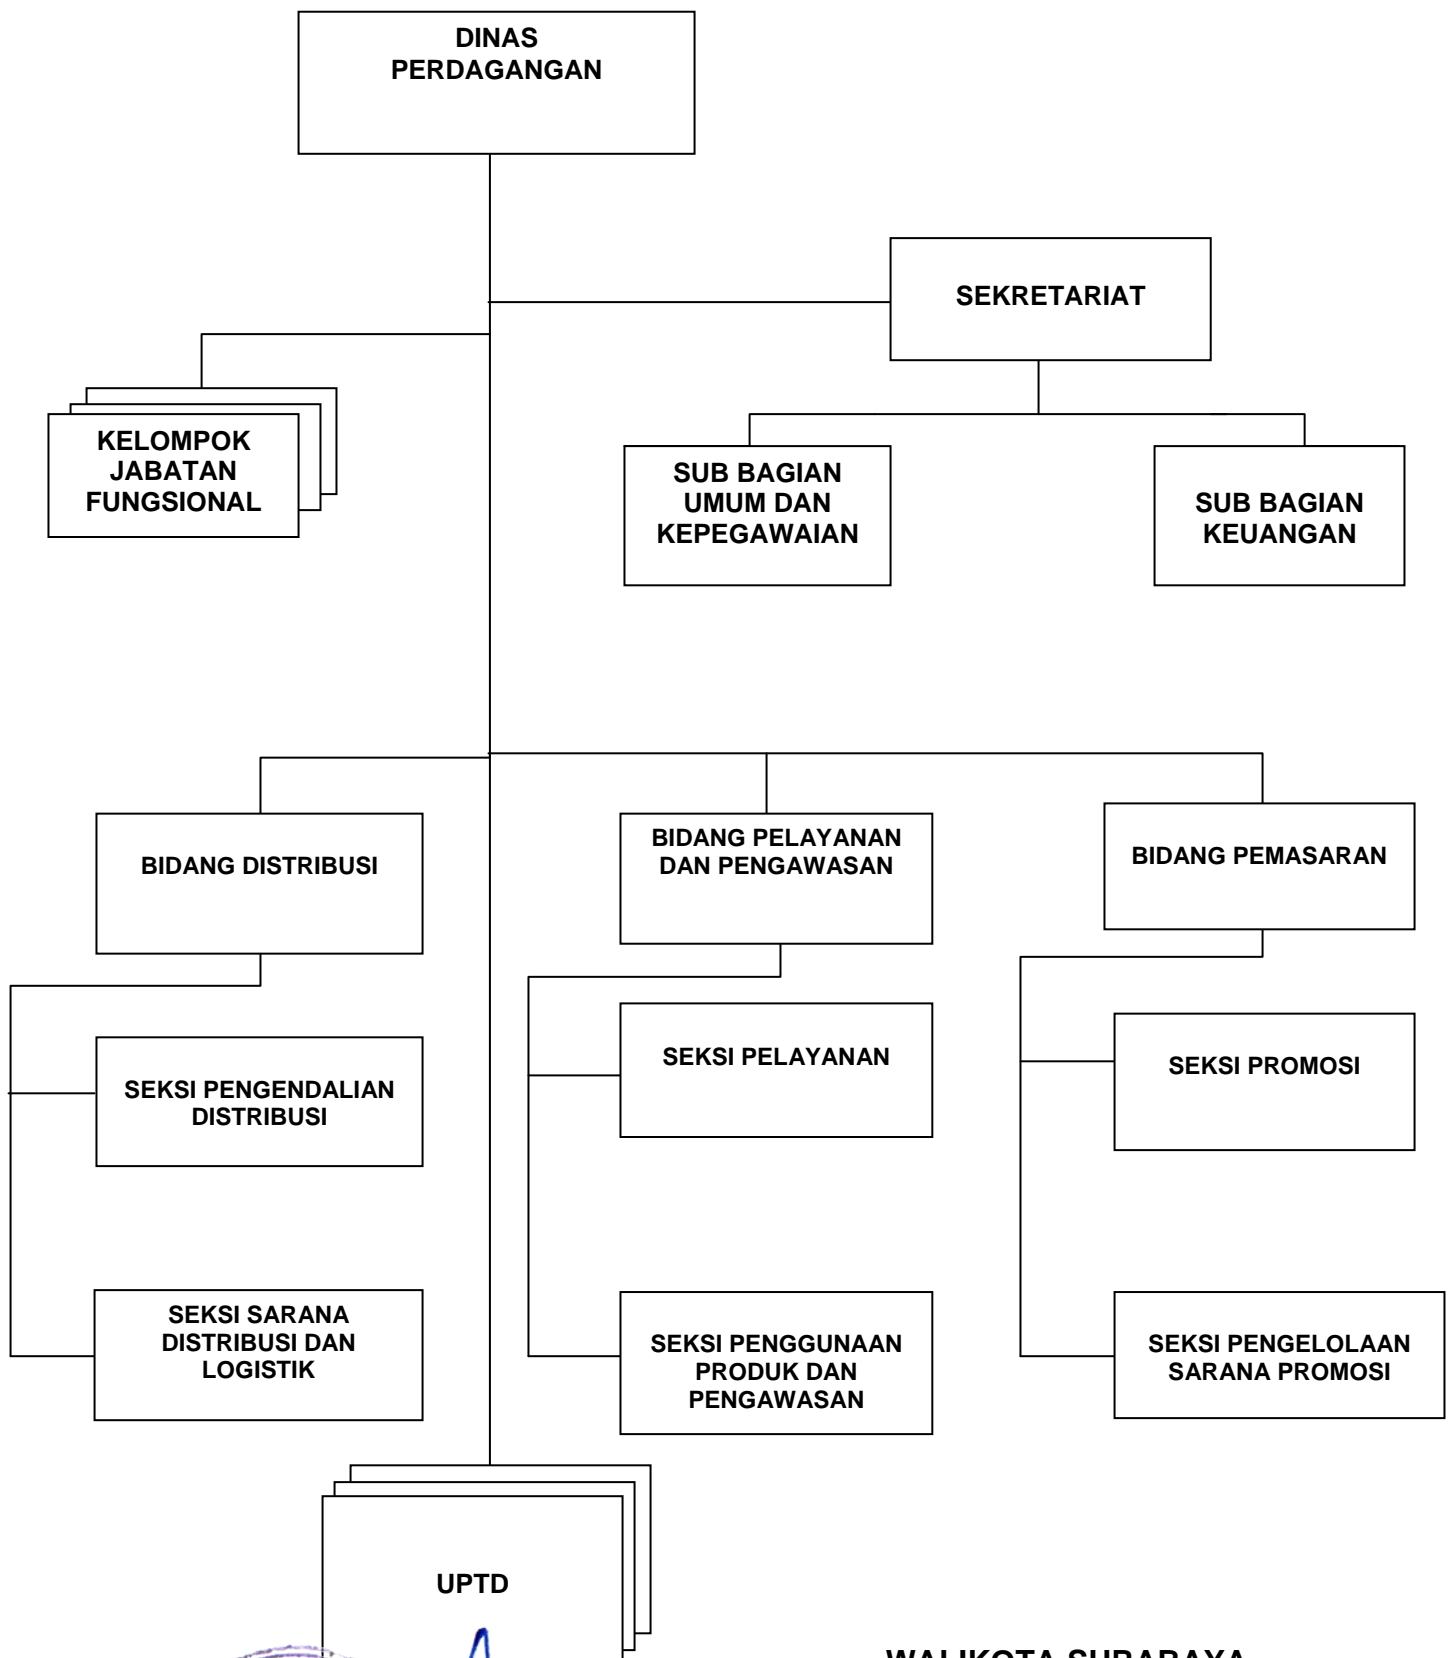 DINAS
PERDAGANGAN
SEKRETARIAT
KELOMPOK
JABATAN
FUNGSIONAL
SUB BAGIAN
UMUM DAN
KEPEGAWAIAN
SUB BAGIAN
KEUANGAN
BIDANG DISTRIBUSI
BIDANG PELAYANAN
DAN PENGAWASAN
BIDANG PEMASARAN
SEKSI PENGENDALIAN
DISTRIBUSI
SEKSI PELAYANAN
SEKSI PROMOSI
SEKSI SARANA
DISTRIBUSI DAN
LOGISTIK
SEKSI PENGGUNAAN
PRODUK DAN
PENGAWASAN
SEKSI PENGELOLAAN
SARANA PROMOSI
UPTD
WALIKOTA SURABAYA